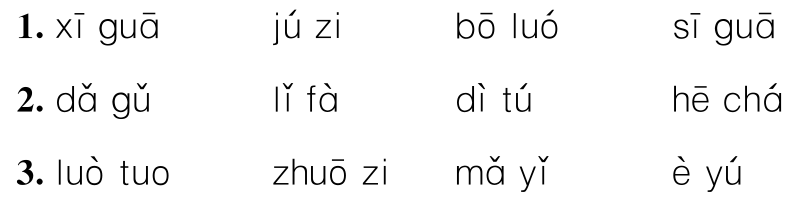 1. xī guā jú zi bō luó sī guā
2. dǎ gǔ lǐ fà dì tú hē chá
3. luò tuo zhuō zi mǎ yǐ è yú